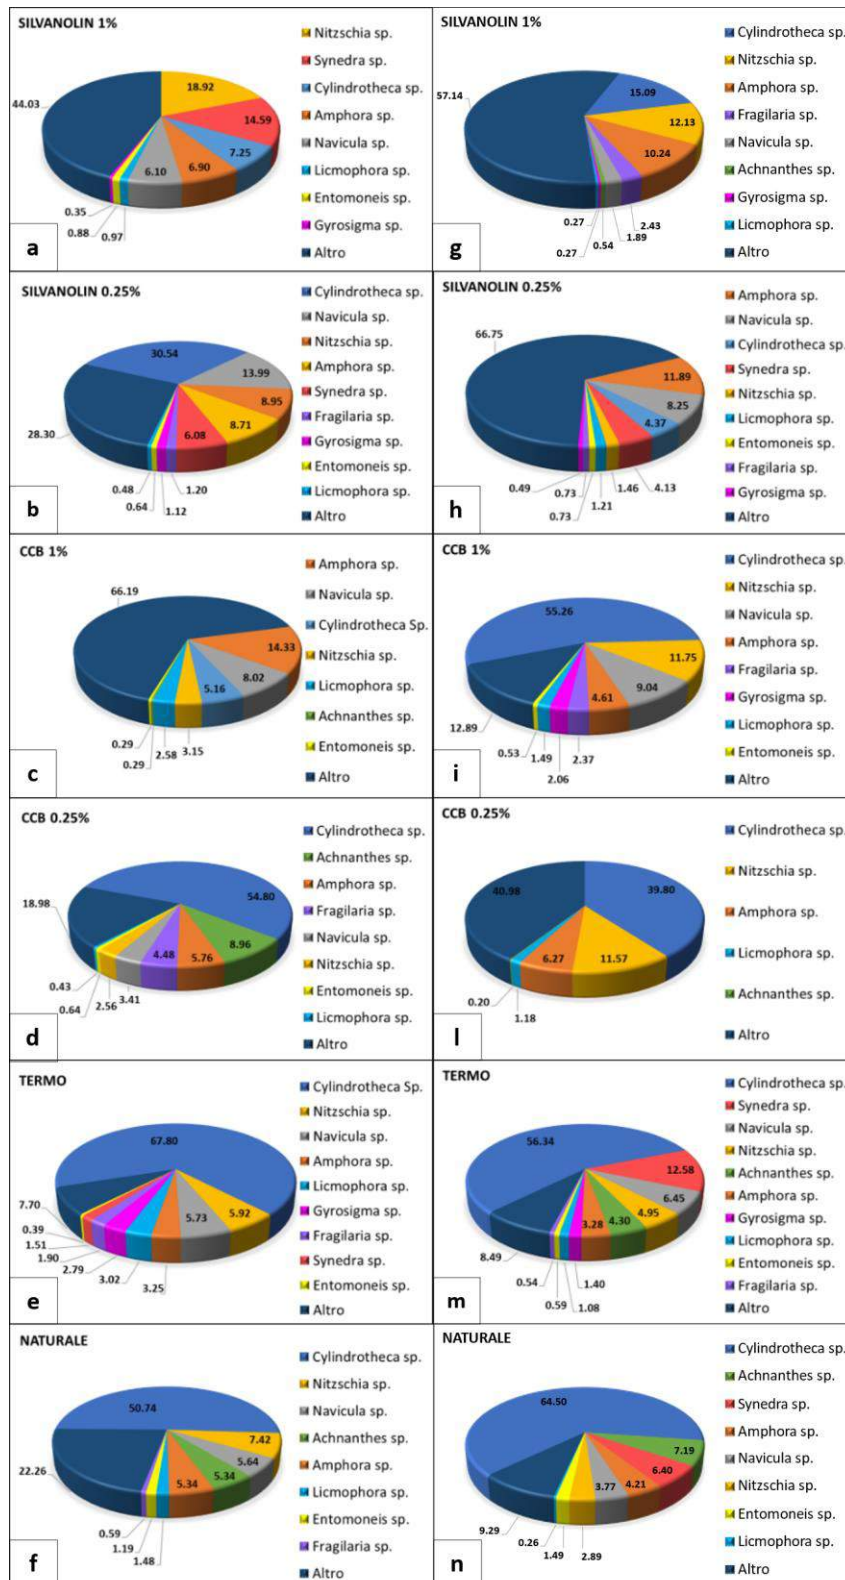 SILVANOLIN 1%
Nitzschia sp.
Synedra sp.
Cylindrotheca sp.
Amphora sp.
Navicula sp.
Licmophora sp.
Entomoneis sp.
Gyrosigma sp.
Altro
44.03
18.92
14.59
7.25
6.90
6.10
0.35
0.88
0.97
a
SILVANOLIN 1%
Cylindrotheca sp.
Nitzschia sp.
Amphora sp.
Fragilaria sp.
Navicula sp.
Achnanthes sp.
Gyrosigma sp.
Licmophora sp.
Altro
57.14
15.09
12.13
10.24
2.43
1.89
0.54
0.27
0.27
g
SILVANOLIN 0.25%
Cylindrotheca sp.
Navicula sp.
Nitzschia sp.
Amphora sp.
Synedra sp.
Fragilaria sp.
Gyrosigma sp.
Entomoneis sp.
Licmophora sp.
Altro
30.54
13.99
8.95
8.71
6.08
28.30
1.20
1.12
0.64
0.48
b
SILVANOLIN 0.25%
Amphora sp.
Navicula sp.
Cylindrotheca sp.
Synedra sp.
Nitzschia sp.
Licmophora sp.
Entomoneis sp.
Fragilaria sp.
Gyrosigma sp.
Altro
66.75
11.89
8.25
4.37
4.13
1.46
1.21
0.73
0.73
0.49
h
CCB 1%
Amphora sp.
Navicula sp.
Cylindrotheca Sp.
Nitzschia sp.
Licmophora sp.
Achnanthes sp.
Entomoneis sp.
Altro
66.19
14.33
8.02
5.16
3.15
2.58
0.29
0.29
c
CCB 1%
Cylindrotheca sp.
Nitzschia sp.
Navicula sp.
Amphora sp.
Fragilaria sp.
Gyrosigma sp.
Licmophora sp.
Entomoneis sp.
Altro
55.26
11.75
9.04
4.61
12.89
2.37
2.06
1.49
0.53
i
CCB 0.25%
Cylindrotheca sp.
Achnanthes sp.
Amphora sp.
Fragilaria sp.
Navicula sp.
Nitzschia sp.
Entomoneis sp.
Licmophora sp.
Altro
18.98
54.80
8.96
5.76
4.48
3.41
2.56
0.64
0.43
d
CCB 0.25%
Cylindrotheca sp.
Nitzschia sp.
Amphora sp.
Licmophora sp.
Achnanthes sp.
Altro
40.98
39.80
11.57
6.27
1.18
0.20
l
TERMO
Cylindrotheca Sp.
Nitzschia sp.
Navicula sp.
Amphora sp.
Licmophora sp.
Gyrosigma sp.
Fragilaria sp.
Synedra sp.
Entomoneis sp.
Altro
67.80
5.92
5.73
7.70
0.39
1.51
1.90
2.79
3.02
3.25
e
TERMO
Cylindrotheca sp.
Synedra sp.
Navicula sp.
Nitzschia sp.
Achnanthes sp.
Amphora sp.
Gyrosigma sp.
Licmophora sp.
Entomoneis sp.
Fragilaria sp.
Altro
56.34
12.58
6.45
4.95
4.30
3.28
8.49
0.54
0.59
1.08
1.40
m
NATURALE
Cylindrotheca sp.
Nitzschia sp.
Navicula sp.
Achnanthes sp.
Amphora sp.
Licmophora sp.
Entomoneis sp.
Fragilaria sp.
Altro
50.74
7.42
5.64
5.34
5.34
22.26
0.59
1.19
1.48
f
NATURALE
Cylindrotheca sp.
Achnanthes sp.
Synedra sp.
Amphora sp.
Navicula sp.
Nitzschia sp.
Entomoneis sp.
Licmophora sp.
Altro
64.50
7.19
6.40
4.21
3.77
9.29
0.26
1.49
2.89
n